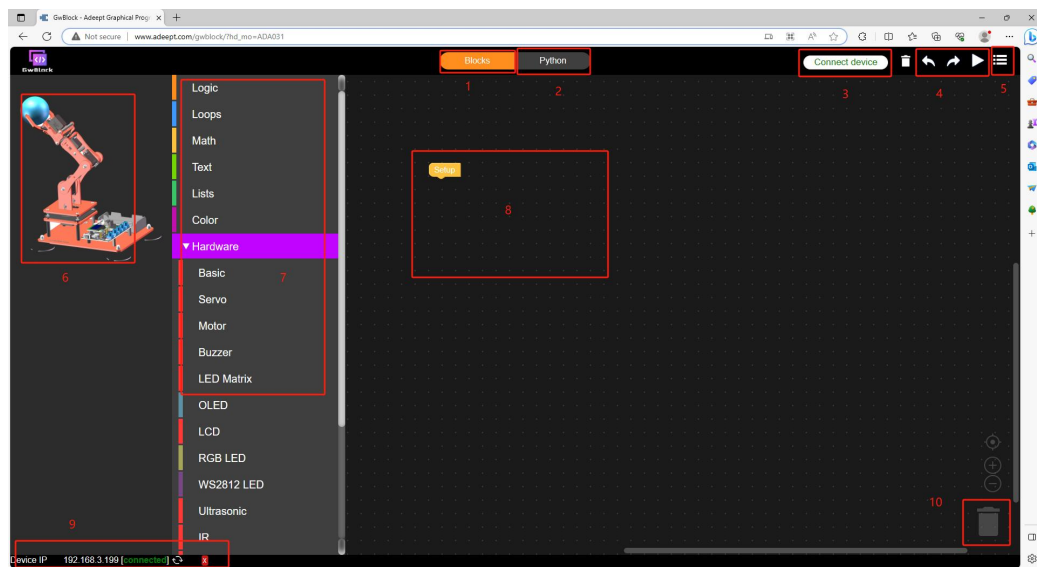 GwBlock - Adeept Graphical Progr
Not secure | www.adeept.com/gwblock/?hd_mo=ADA031
GwBlock
Blocks
Python
Connect device
1
2
3
4
5
Logic
Loops
Math
Text
Lists
Color
Hardware
Basic
Servo
Motor
Buzzer
LED Matrix
OLED
LCD
RGB LED
WS2812 LED
Ultrasonic
IR
6
7
Setup
8
9
10
Device IP 192.168.3.199 [connected] x